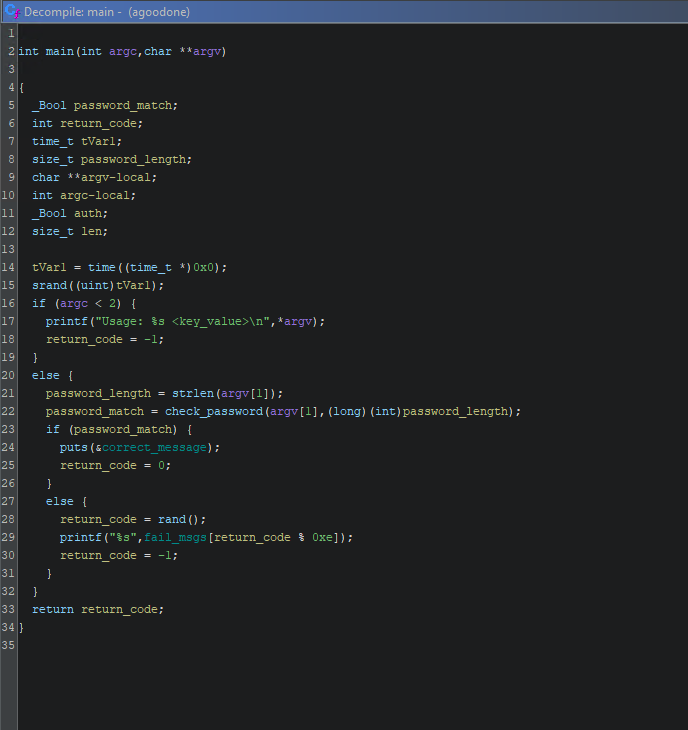 Decompile: main - (agoodone)
1
2 int main(int argc,char **argv)
3
4 {
5   _Bool password_match;
6   int return_code;
7   time_t tVar1;
8   size_t password_length;
9   char **argv-local;
10   int argc-local;
11   _Bool auth;
12   size_t len;
13
14   tVar1 = time((time_t *)0x0);
15   srand((uint)tVar1);
16   if (argc < 2) {
17     printf("Usage: %s <key_value>\n",*argv);
18     return_code = -1;
19   }
20   else {
21     password_length = strlen(argv[1]);
22     password_match = check_password(argv[1],(long)(int)password_length);
23     if (password_match) {
24       puts(&correct_message);
25       return_code = 0;
26     }
27     else {
28       return_code = rand();
29       printf("%s",fail_msgs[return_code % 0xe]);
30       return_code = -1;
31     }
32   }
33   return return_code;
34 }
35